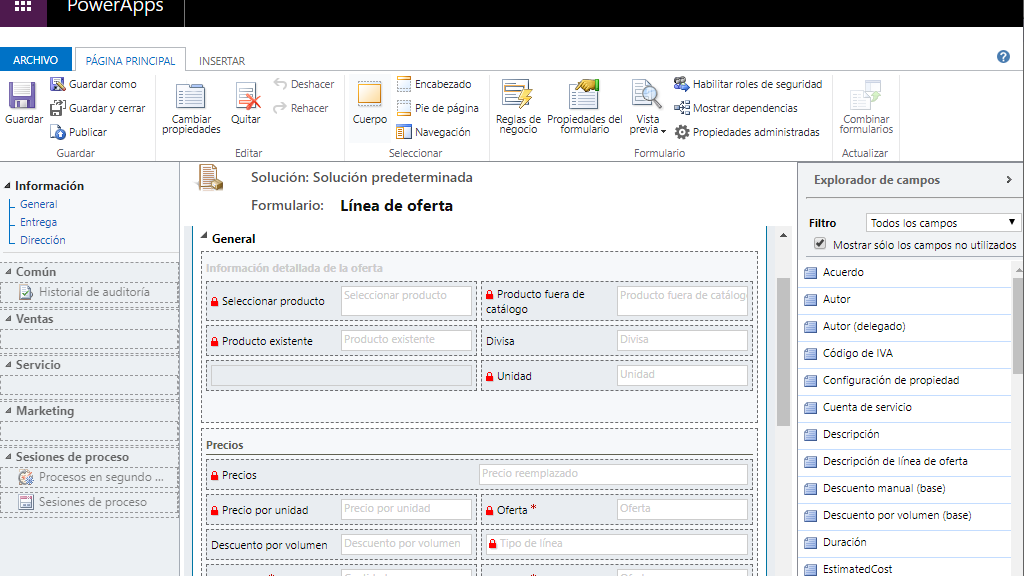 PowerApps
ARCHIVO
PÁGINA PRINCIPAL
INSERTAR
Guardar
Guardar como
Guardar y cerrar
Publicar
Guardar
Cambiar
propiedades
Quitar
Deshacer
Rehacer
Editar
Cuerpo
Encabezado
Pie de página
Navegación
Seleccionar
Reglas de
negocio
Propiedades del
formulario
Vista
previa
Habilitar roles de seguridad
Mostrar dependencias
Propiedades administradas
Formulario
Combinar
formularios
Actualizar
Información
General
Entrega
Dirección
Común
Historial de auditoría
Ventas
Servicio
Marketing
Sesiones de proceso
Procesos en segundo ...
Sesiones de proceso
Solución: Solución predeterminada
Formulario: Línea de oferta
General
Información detallada de la oferta
Seleccionar producto
Seleccionar producto
Producto fuera de
catálogo
Producto fuera de catálogo
Producto existente
Producto existente
Divisa
Divisa
Unidad
Unidad
Precios
Precios
Precio reemplazado
Precio por unidad
Precio por unidad
Oferta *
Oferta
Descuento por volumen
Descuento por volumen
Tipo de línea
Explorador de campos
Filtro
Todos los campos
Mostrar sólo los campos no utilizados
Acuerdo
Autor
Autor (delegado)
Código de IVA
Configuración de propiedad
Cuenta de servicio
Descripción
Descripción de línea de oferta
Descuento manual (base)
Descuento por volumen (base)
Duración
EstimatedCost